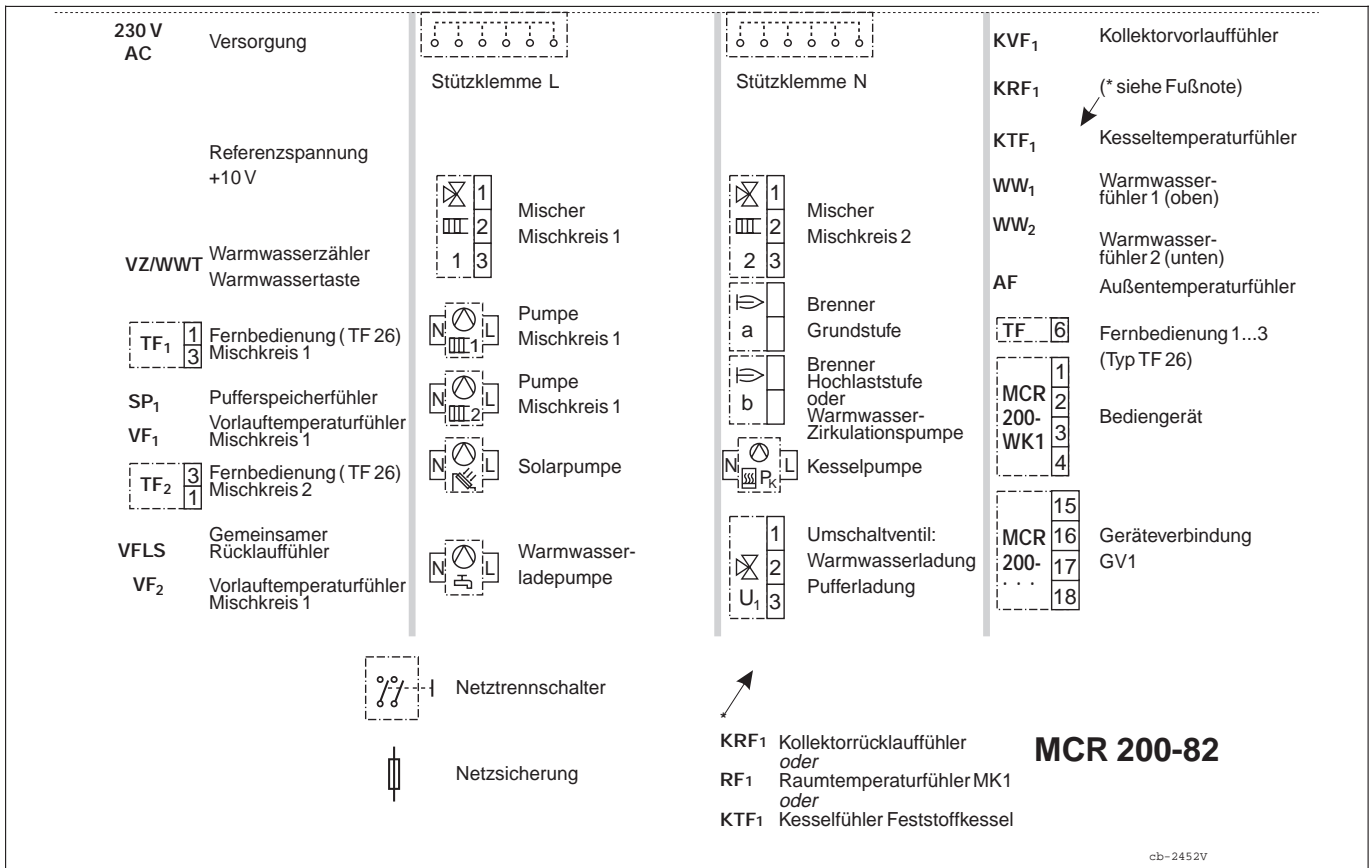 230 V
AC
Versorgung
Referenzspannung
+10 V
VZ/WWT
Warmwasserzähler
Warmwassertaste
TF1
1
3
Fernbedienung ( TF 26)
Mischkreis 1
SP1
Pufferspeicherfühler
VF1
Vorlauftemperaturfühler
Mischkreis 1
TF2
3
1
Fernbedienung ( TF 26)
Mischkreis 2
VFLS
Gemeinsamer
Rücklauffühler
VF2
Vorlauftemperaturfühler
Mischkreis 1
Stützklemme L
1
2
1 3
Mischer
Mischkreis 1
N L
1
Pumpe
Mischkreis 1
N L
2
Pumpe
Mischkreis 1
N L
Solarpumpe
N L
Warmwasser-
ladepumpe
Stützklemme N
1
2
2 3
Mischer
Mischkreis 2
a
Brenner
Grundstufe
b
Brenner
Hochlaststufe
oder
Warmwasser-
Zirkulationspumpe
N L
PK
Kesselpumpe
1
2
U1 3
Umschaltventil:
Warmwasserladung
Pufferladung
KVF1
Kollektorvorlauffühler
KRF1
(* siehe Fußnote)
KTF1
Kesseltemperaturfühler
WW1
Warmwasser-
fühler 1 (oben)
WW2
Warmwasser-
fühler 2 (unten)
AF
Außentemperaturfühler
TF 6
Fernbedienung 1...3
(Typ TF 26)
MCR
200-
WK1
1
2
3
4
Bediengerät
MCR
200-
. . .
15
16
17
18
Geräteverbindung
GV1
Netztrennschalter
Netzsicherung
*
KRF1 Kollektorrücklauffühler
oder
RF1 Raumtemperaturfühler MK1
oder
KTF1 Kesselfühler Feststoffkessel
MCR 200-82
cb-2452V